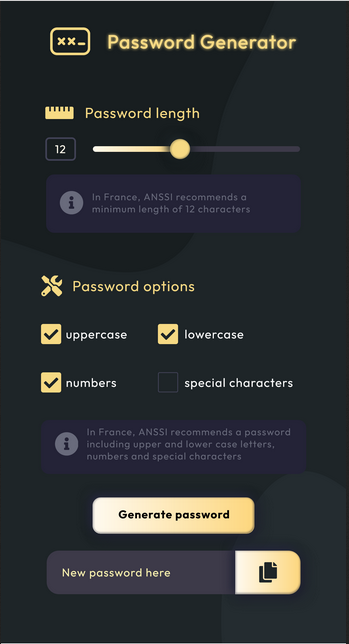 xx_ Password Generator
Password length
12
In France, ANSSI recommends a
minimum length of 12 characters
Password options
uppercase lowercase
numbers special characters
In France, ANSSI recommends a password
including upper and lower case letters,
numbers and special characters
Generate password
New password here